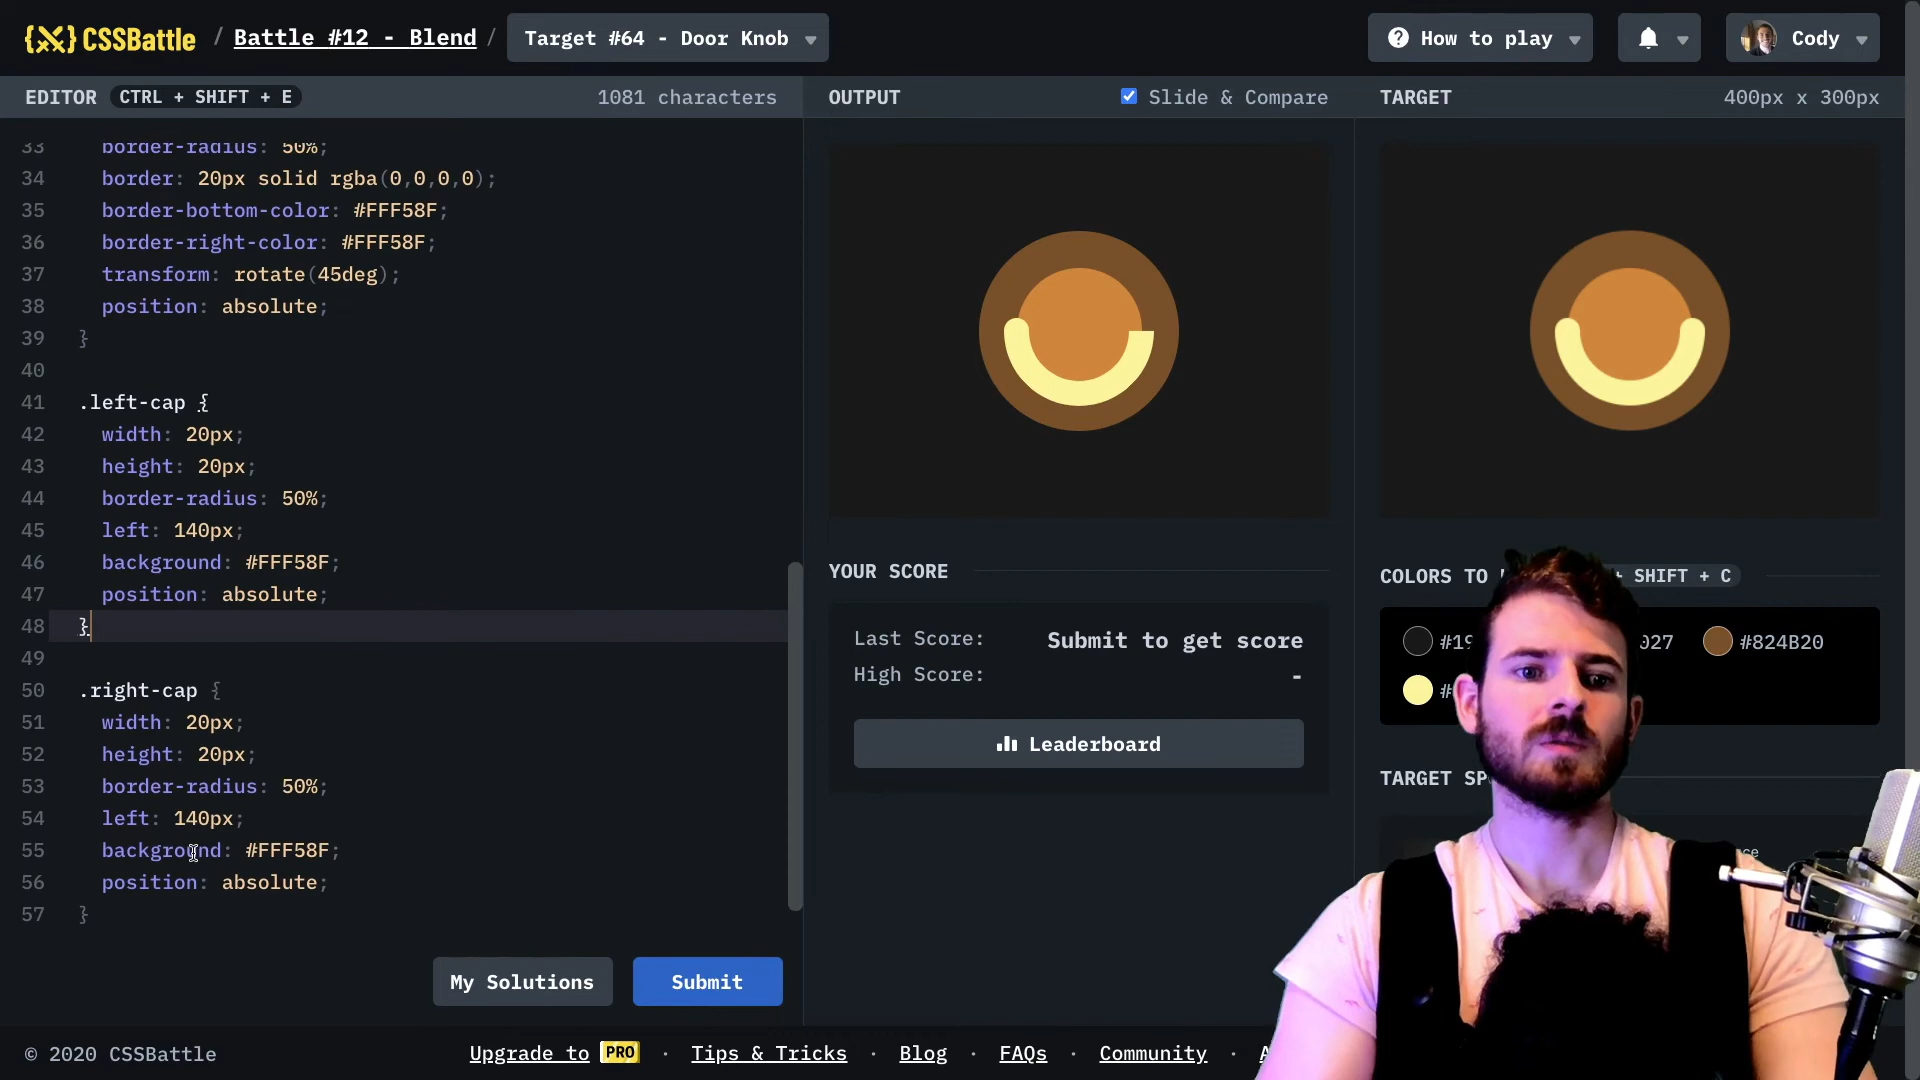 CSSBattle / Battle #12 - Blend / Target #64 - Door Knob
How to play
Cody
EDITOR CTRL + SHIFT + E 1081 characters
OUTPUT Slide & Compare
TARGET 400px x 300px
33 border-radius: 50%;
34 border: 20px solid rgba(0,0,0,0);
35 border-bottom-color: #FFF58F;
36 border-right-color: #FFF58F;
37 transform: rotate(45deg);
38 position: absolute;
39 }
40
41 .left-cap {
42 width: 20px;
43 height: 20px;
44 border-radius: 50%;
45 left: 140px;
46 background: #FFF58F;
47 position: absolute;
48 }
49
50 .right-cap {
51 width: 20px;
52 height: 20px;
53 border-radius: 50%;
54 left: 140px;
55 background: #FFF58F;
56 position: absolute;
57 }
My Solutions
Submit
YOUR SCORE
Last Score: Submit to get score
High Score: -
Leaderboard
COLORS TO + SHIFT + C
#19 027 #824B20
#
TARGET SP
© 2020 CSSBattle
Upgrade to PRO · Tips & Tricks · Blog · FAQs · Community ·